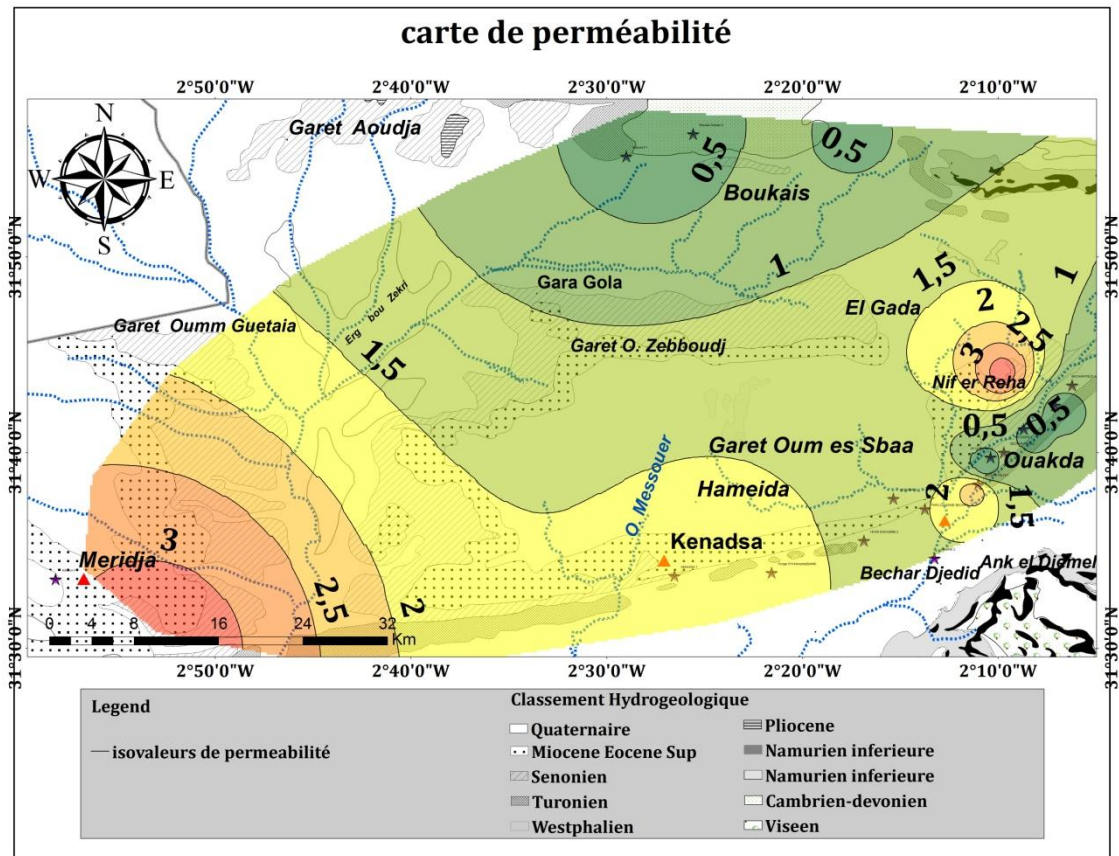 carte de perméabilité
2°50'0"W 2°40'0"W 2°30'0"W 2°20'0"W 2°10'0"W
N
W E
S
Garet Aoudja
0,5
0,5
Boukais
31°50'0"N
31°50'0"N
1
1,5
1
Gara Gola
El Gada
2
2,5
3
Erg bou Zekri
Garet Oumm Guetaia
1,5
Garet O. Zebboudj
Nif er Reha
0,5
0,5
31°40'0"N
31°40'0"N
Garet Oum es Sbaa
Ouakda
O. Messouer
Hameida
2
1,5
3
Meridja
Kenadsa
Bechar Djedid
Ank el Djemel
2,5
2
0 4 8 16 24 32
Km
31°30'0"N
31°30'0"N
2°50'0"W 2°40'0"W 2°30'0"W 2°20'0"W 2°10'0"W
Legend
isovaleurs de permeabilité
Classement Hydrogeologique
Quaternaire
Miocene Eocene Sup
Senonien
Turonien
Westphalien
Pliocene
Namurien inferieure
Namurien inferieure
Cambrien-devonien
Viseen